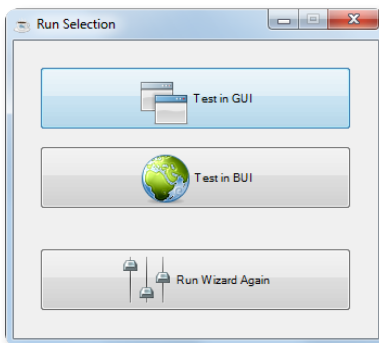 Run Selection
Test in GUI
Test in BUI
Run Wizard Again